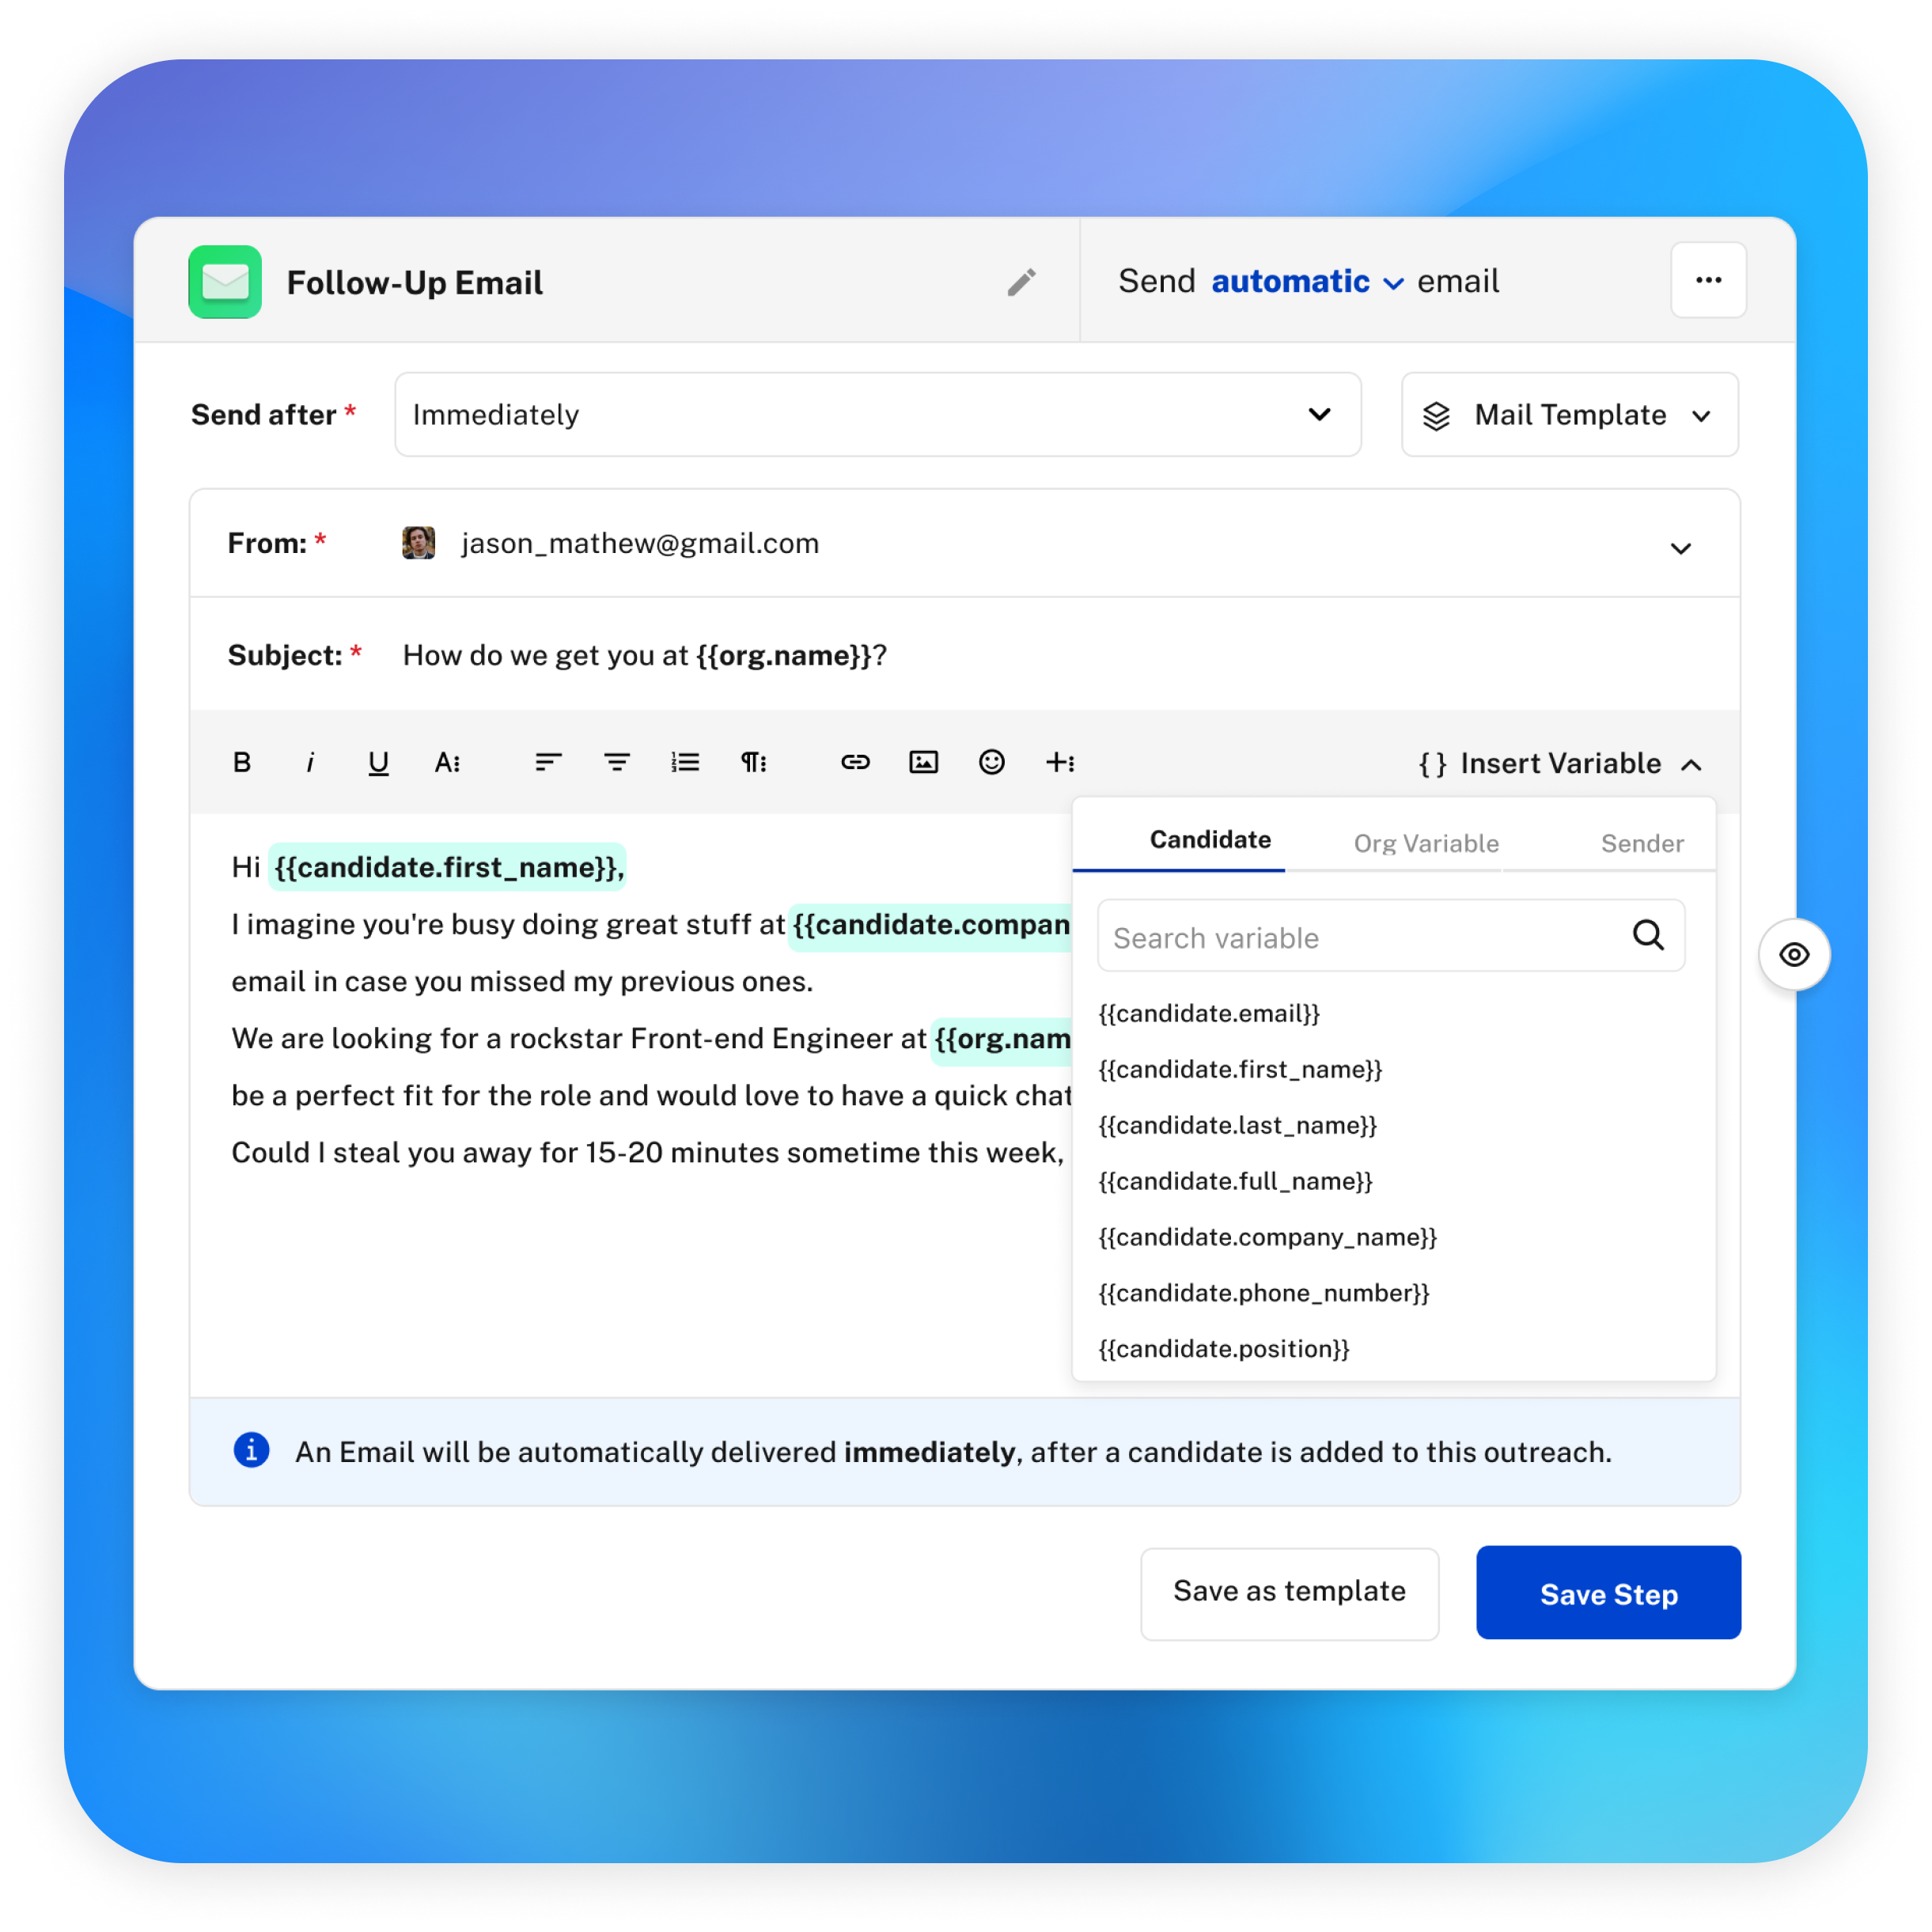 Follow-Up Email
Send automatic email
Send after * Immediately
Mail Template
From: * jason_mathew@gmail.com
Subject: * How do we get you at {{org.name}}?
B i U A
{ } Insert Variable
Candidate Org Variable Sender
Search variable
{{candidate.email}}
{{candidate.first_name}}
{{candidate.last_name}}
{{candidate.full_name}}
{{candidate.company_name}}
{{candidate.phone_number}}
{{candidate.position}}
Hi {{candidate.first_name}},
I imagine you're busy doing great stuff at {{candidate.compan
email in case you missed my previous ones.
We are looking for a rockstar Front-end Engineer at {{org.nam
be a perfect fit for the role and would love to have a quick chat
Could I steal you away for 15-20 minutes sometime this week,
An Email will be automatically delivered immediately, after a candidate is added to this outreach.
Save as template
Save Step